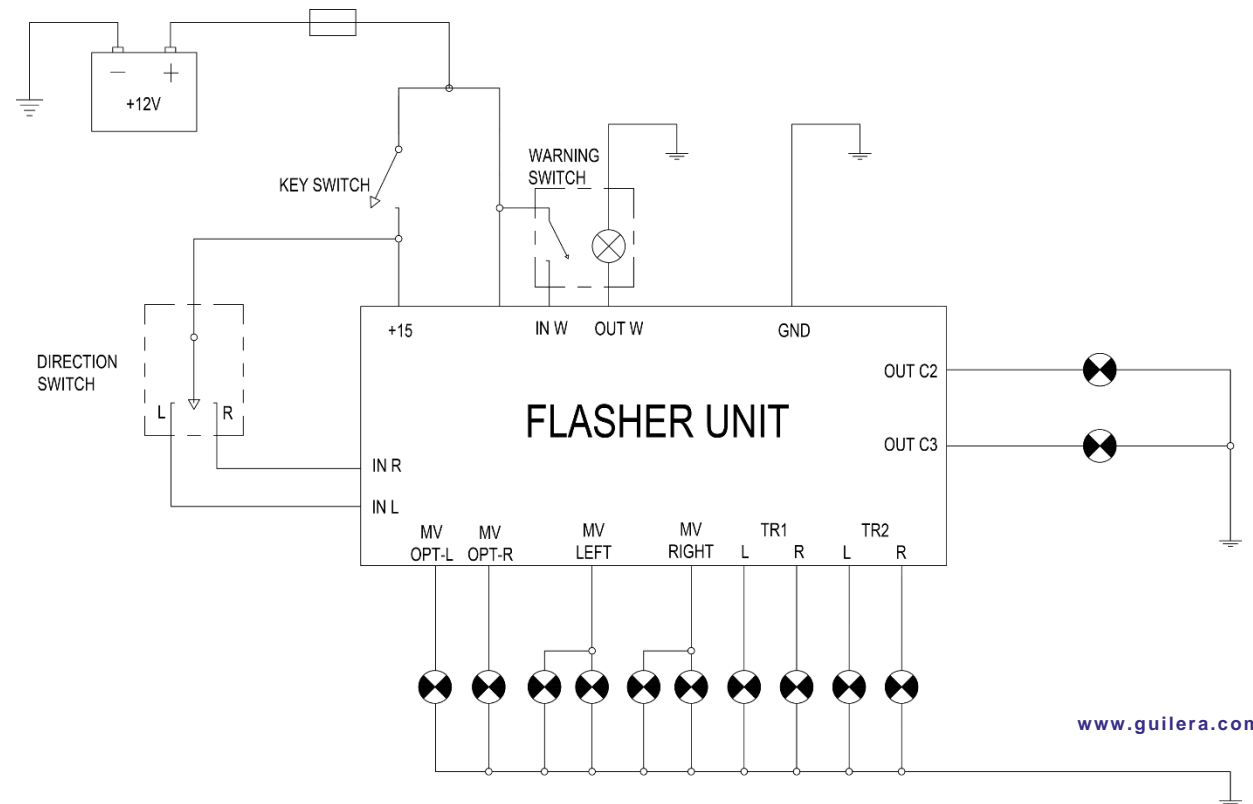 − +
+12V
KEY SWITCH
WARNING
SWITCH
+15
IN W
OUT W
GND
DIRECTION
SWITCH
L
R
OUT C2
FLASHER UNIT
OUT C3
IN R
IN L
MV
OPT-L
MV
OPT-R
MV
LEFT
MV
RIGHT
TR1
L R
TR2
L R
www.guilera.com